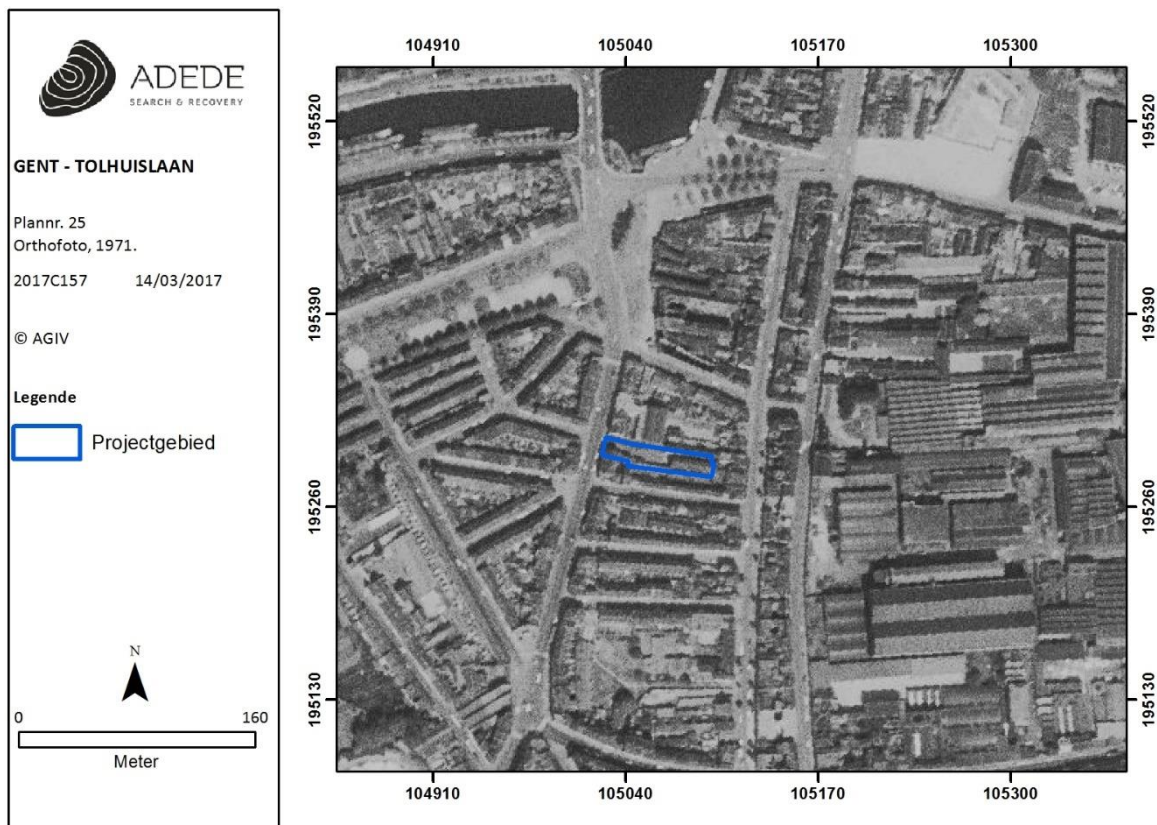 ADEDE
SEARCH & RECOVERY
GENT - TOLHUISLAAN
Plannr. 25
Orthofoto, 1971.
2017C157 14/03/2017
© AGIV
Legende
Projectgebied
N
0 160
Meter
104910 105040 105170 105300
195520 195520
195390 195390
195260 195260
195130 195130
104910 105040 105170 105300